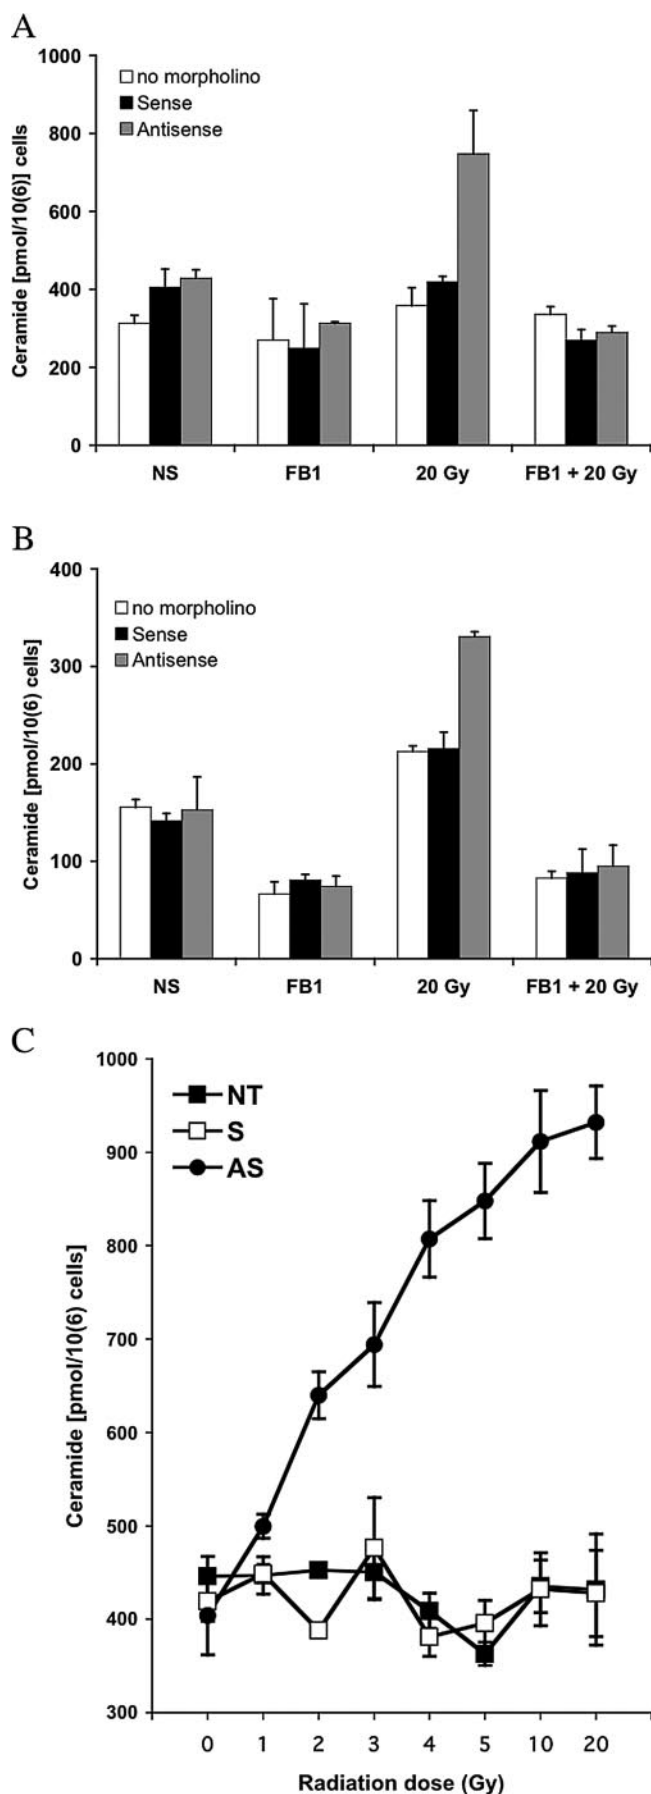 A
1000
800
600
400
200
0
Ceramide [pmol/10(6)] cells
no morpholino
Sense
Antisense
NS FB1 20 Gy FB1 + 20 Gy
B
400
300
200
100
0
Ceramide [pmol/10(6) cells]
no morpholino
Sense
Antisense
NS FB1 20 Gy FB1 + 20 Gy
C
1000
900
800
700
600
500
400
300
Ceramide [pmol/10(6) cells]
NT
S
AS
0 1 2 3 4 5 10 20
Radiation dose (Gy)